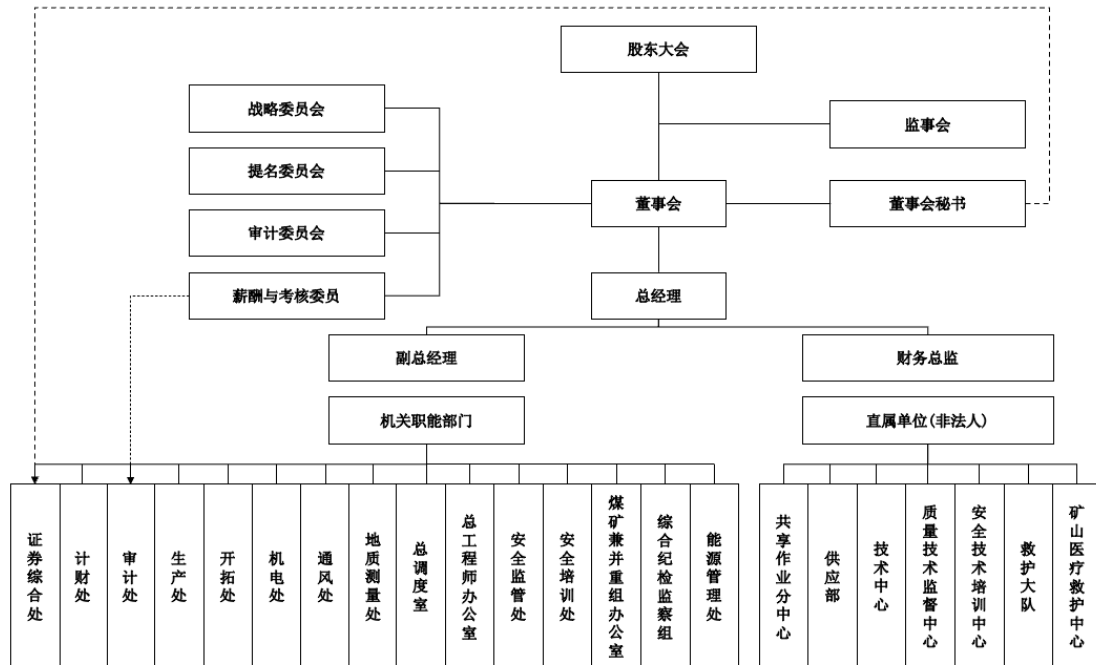 股东大会
战略委员会
监事会
提名委员会
董事会
董事会秘书
审计委员会
薪酬与考核委员
总经理
副总经理
财务总监
机关职能部门
直属单位(非法人)
证券综合处
计财处
审计处
生产处
开拓处
机电处
通风处
地质测量处
总调度室
总工程师办公室
安全监管处
安全培训处
煤矿兼并重组办公室
综合纪检监察组
能源管理处
共享作业分中心
供应部
技术中心
质量技术监督中心
安全技术培训中心
救护大队
矿山医疗救护中心